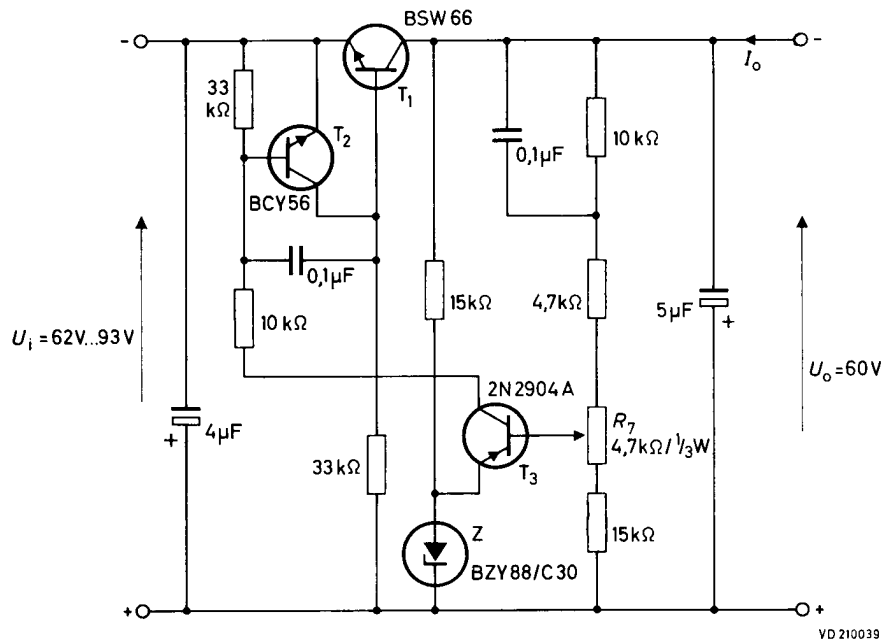 BSW 66
-
-
T1
Io
33
kΩ
T2
0,1µF
10 kΩ
BCY56
0,1µF
15kΩ
4,7kΩ
5µF
+
10 kΩ
Ui = 62V...93V
Uo = 60V
2N2904A
R7
4,7kΩ/⅓W
4µF
+
33kΩ
T3
Z
15kΩ
BZY88/C30
+
+
VD 210039